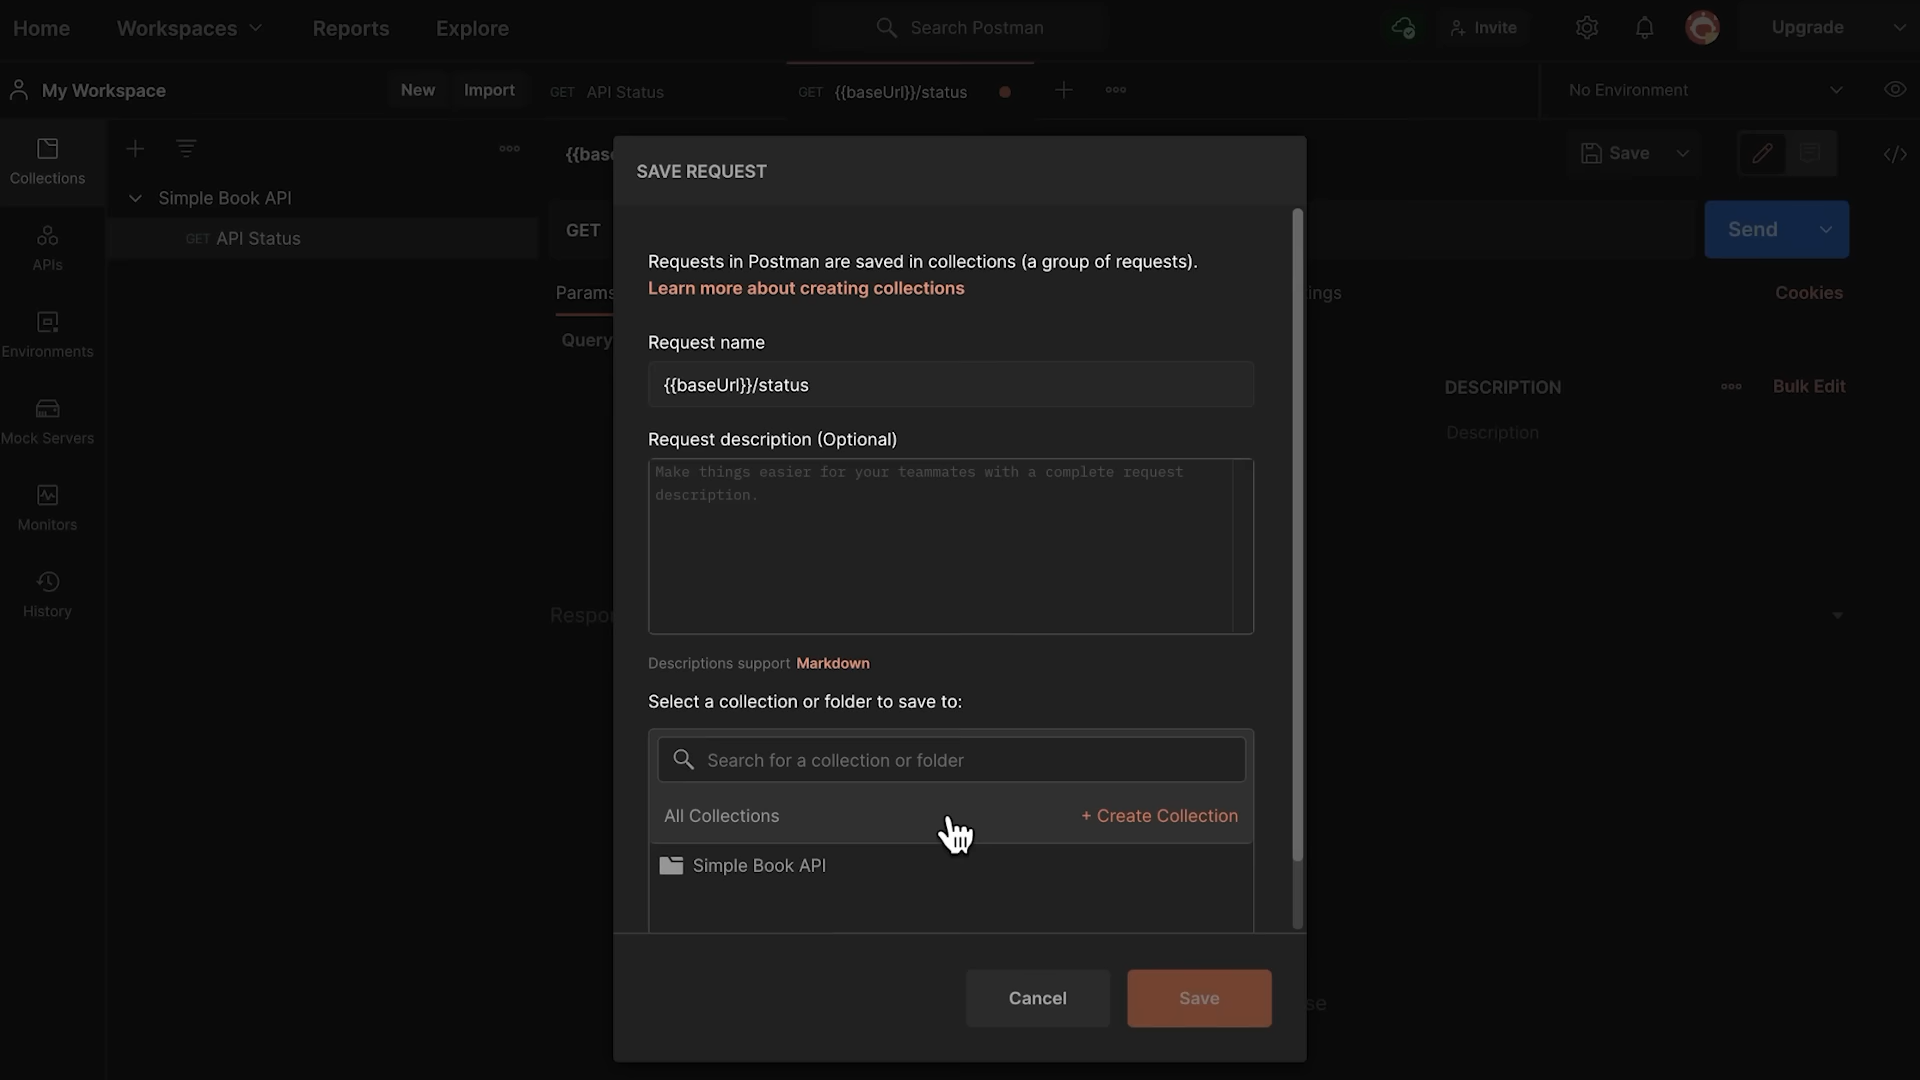 Home
Workspaces
Reports
Explore
Search Postman
Invite
Upgrade
My Workspace
New
Import
GET API Status
GET {{baseUrl}}/status
No Environment
Collections
APIs
Environments
Mock Servers
Monitors
History
Simple Book API
GET API Status
{{base
Save
GET
Send
Params
ings
Cookies
Query
DESCRIPTION
Bulk Edit
Description
Respo
se
SAVE REQUEST
Requests in Postman are saved in collections (a group of requests).
Learn more about creating collections
Request name
{{baseUrl}}/status
Request description (Optional)
Make things easier for your teammates with a complete request
description.
Descriptions support Markdown
Select a collection or folder to save to:
Search for a collection or folder
All Collections
+ Create Collection
Simple Book API
Cancel
Save